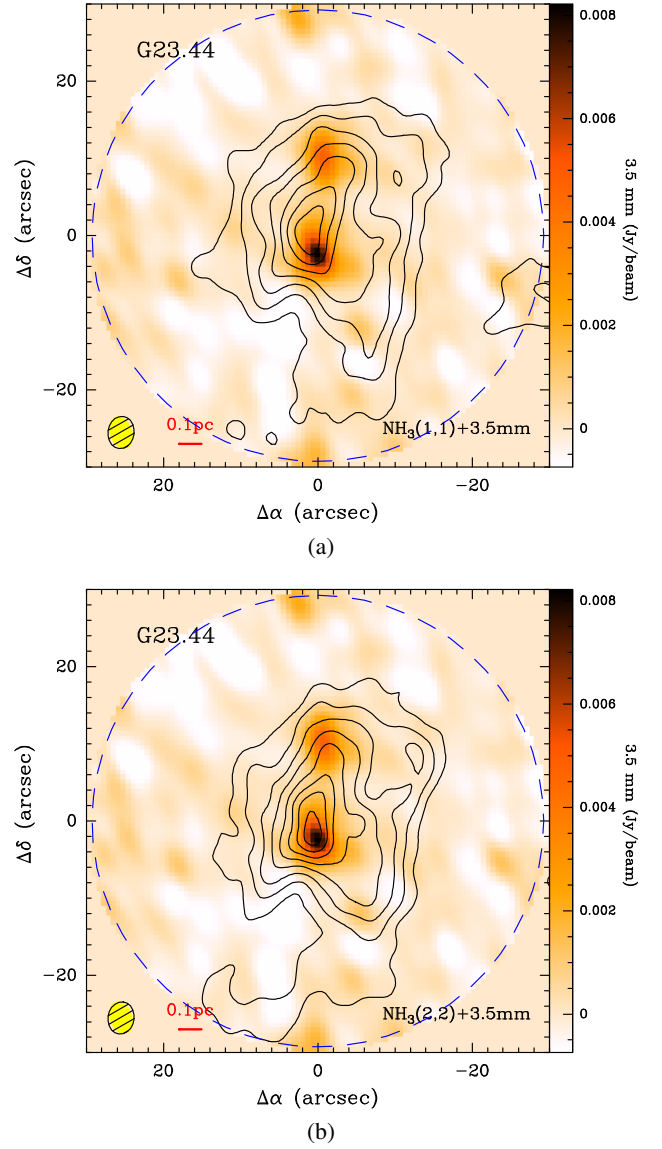 G23.44
20
0
−20
Δδ (arcsec)
0.1pc
NH3(1,1)+3.5mm
20
0
−20
Δα (arcsec)
0.008
0.006
0.004
0.002
0
3.5 mm (Jy/beam)
(a)
G23.44
20
0
−20
Δδ (arcsec)
0.1pc
NH3(2,2)+3.5mm
20
0
−20
Δα (arcsec)
0.008
0.006
0.004
0.002
0
3.5 mm (Jy/beam)
(b)